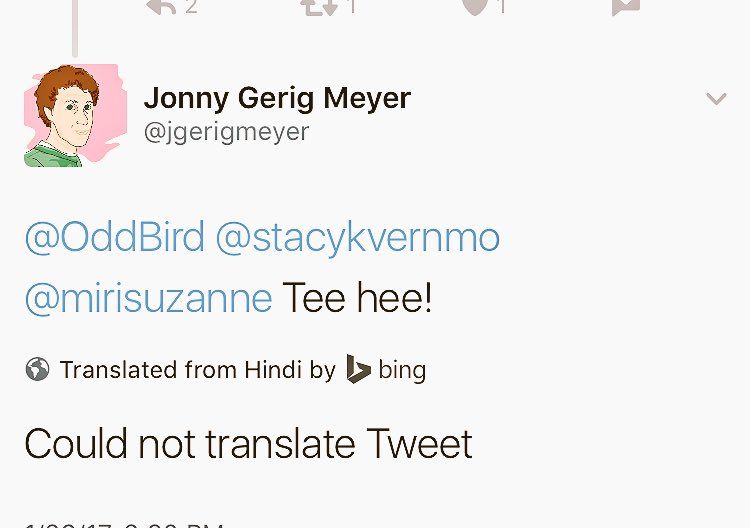 2 1 1
Jonny Gerig Meyer
@jgerigmeyer
@OddBird @stacykvernmo
@mirisuzanne Tee hee!
Translated from Hindi by bing
Could not translate Tweet